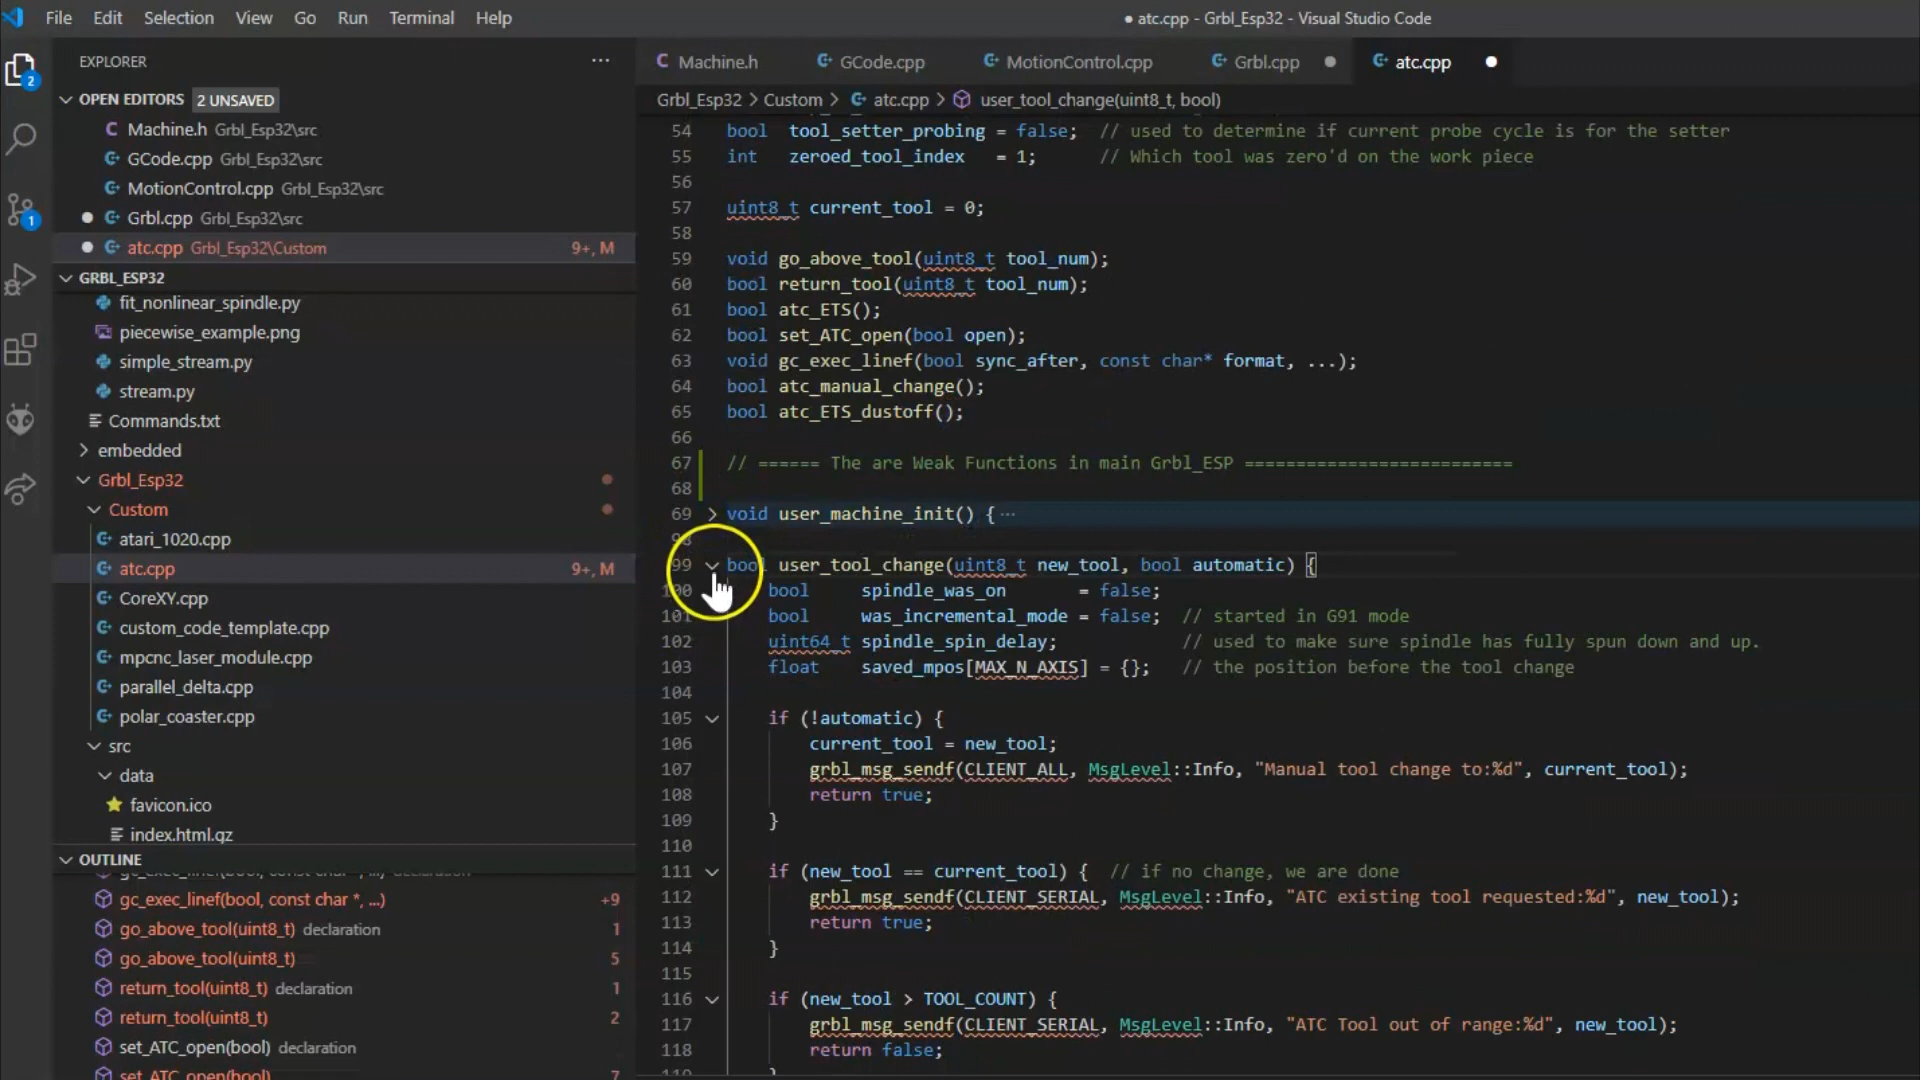 File Edit Selection View Go Run Terminal Help
● atc.cpp - Grbl_Esp32 - Visual Studio Code
2
1
EXPLORER ...
OPEN EDITORS 2 UNSAVED
Machine.h Grbl_Esp32\src
GCode.cpp Grbl_Esp32\src
MotionControl.cpp Grbl_Esp32\src
Grbl.cpp Grbl_Esp32\src
atc.cpp Grbl_Esp32\Custom 9+, M
GRBL_ESP32
fit_nonlinear_spindle.py
piecewise_example.png
simple_stream.py
stream.py
Commands.txt
embedded
Grbl_Esp32
Custom
atari_1020.cpp
atc.cpp 9+, M
CoreXY.cpp
custom_code_template.cpp
mpcnc_laser_module.cpp
parallel_delta.cpp
polar_coaster.cpp
src
data
favicon.ico
index.html.gz
OUTLINE
gc_exec_linef(bool, const char *, ...) declaration
gc_exec_linef(bool, const char *, ...) +9
go_above_tool(uint8_t) declaration 1
go_above_tool(uint8_t) 5
return_tool(uint8_t) declaration 1
return_tool(uint8_t) 2
set_ATC_open(bool) declaration
set_ATC_open(bool) 7
Machine.h GCode.cpp MotionControl.cpp Grbl.cpp atc.cpp
Grbl_Esp32 > Custom > atc.cpp > user_tool_change(uint8_t, bool)
54 bool tool_setter_probing = false; // used to determine if current probe cycle is for the setter
55 int zeroed_tool_index = 1; // Which tool was zero'd on the work piece
56
57 uint8_t current_tool = 0;
58
59 void go_above_tool(uint8_t tool_num);
60 bool return_tool(uint8_t tool_num);
61 bool atc_ETS();
62 bool set_ATC_open(bool open);
63 void gc_exec_linef(bool sync_after, const char* format, ...);
64 bool atc_manual_change();
65 bool atc_ETS_dustoff();
66
67 // ====== The are Weak Functions in main Grbl_ESP ==========================
68
69 void user_machine_init() { ...
98
99 bool user_tool_change(uint8_t new_tool, bool automatic) {
100 bool spindle_was_on = false;
101 bool was_incremental_mode = false; // started in G91 mode
102 uint64_t spindle_spin_delay; // used to make sure spindle has fully spun down and up.
103 float saved_mpos[MAX_N_AXIS] = {}; // the position before the tool change
104
105 if (!automatic) {
106 current_tool = new_tool;
107 grbl_msg_sendf(CLIENT_ALL, MsgLevel::Info, "Manual tool change to:%d", current_tool);
108 return true;
109 }
110
111 if (new_tool == current_tool) { // if no change, we are done
112 grbl_msg_sendf(CLIENT_SERIAL, MsgLevel::Info, "ATC existing tool requested:%d", new_tool);
113 return true;
114 }
115
116 if (new_tool > TOOL_COUNT) {
117 grbl_msg_sendf(CLIENT_SERIAL, MsgLevel::Info, "ATC Tool out of range:%d", new_tool);
118 return false;
119 }